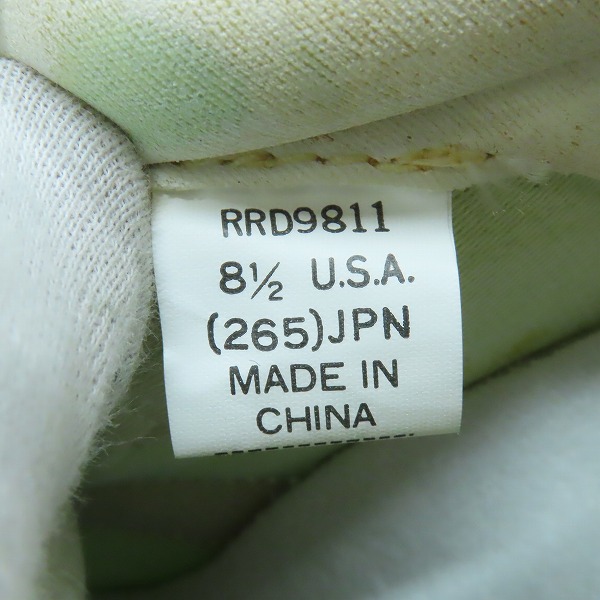 RRD9811
8½ U.S.A.
(265)JPN
MADE IN
CHINA